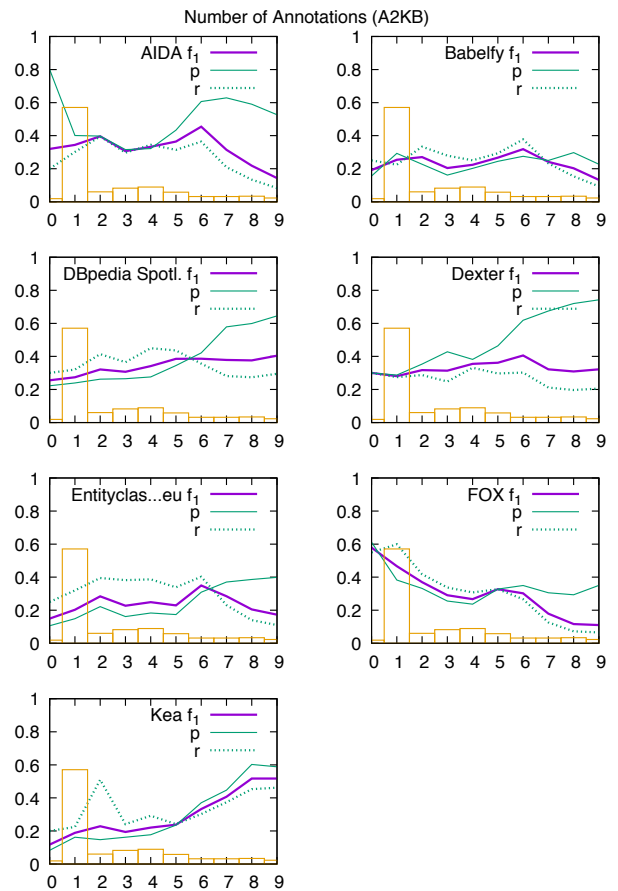 Number of Annotations (A2KB)
AIDA f1
p
r
1
0.8
0.6
0.4
0.2
0
0 1 2 3 4 5 6 7 8 9
Babelfy f1
p
r
1
0.8
0.6
0.4
0.2
0
0 1 2 3 4 5 6 7 8 9
DBpedia Spotl. f1
p
r
1
0.8
0.6
0.4
0.2
0
0 1 2 3 4 5 6 7 8 9
Dexter f1
p
r
1
0.8
0.6
0.4
0.2
0
0 1 2 3 4 5 6 7 8 9
Entityclas...eu f1
p
r
1
0.8
0.6
0.4
0.2
0
0 1 2 3 4 5 6 7 8 9
FOX f1
p
r
1
0.8
0.6
0.4
0.2
0
0 1 2 3 4 5 6 7 8 9
Kea f1
p
r
1
0.8
0.6
0.4
0.2
0
0 1 2 3 4 5 6 7 8 9